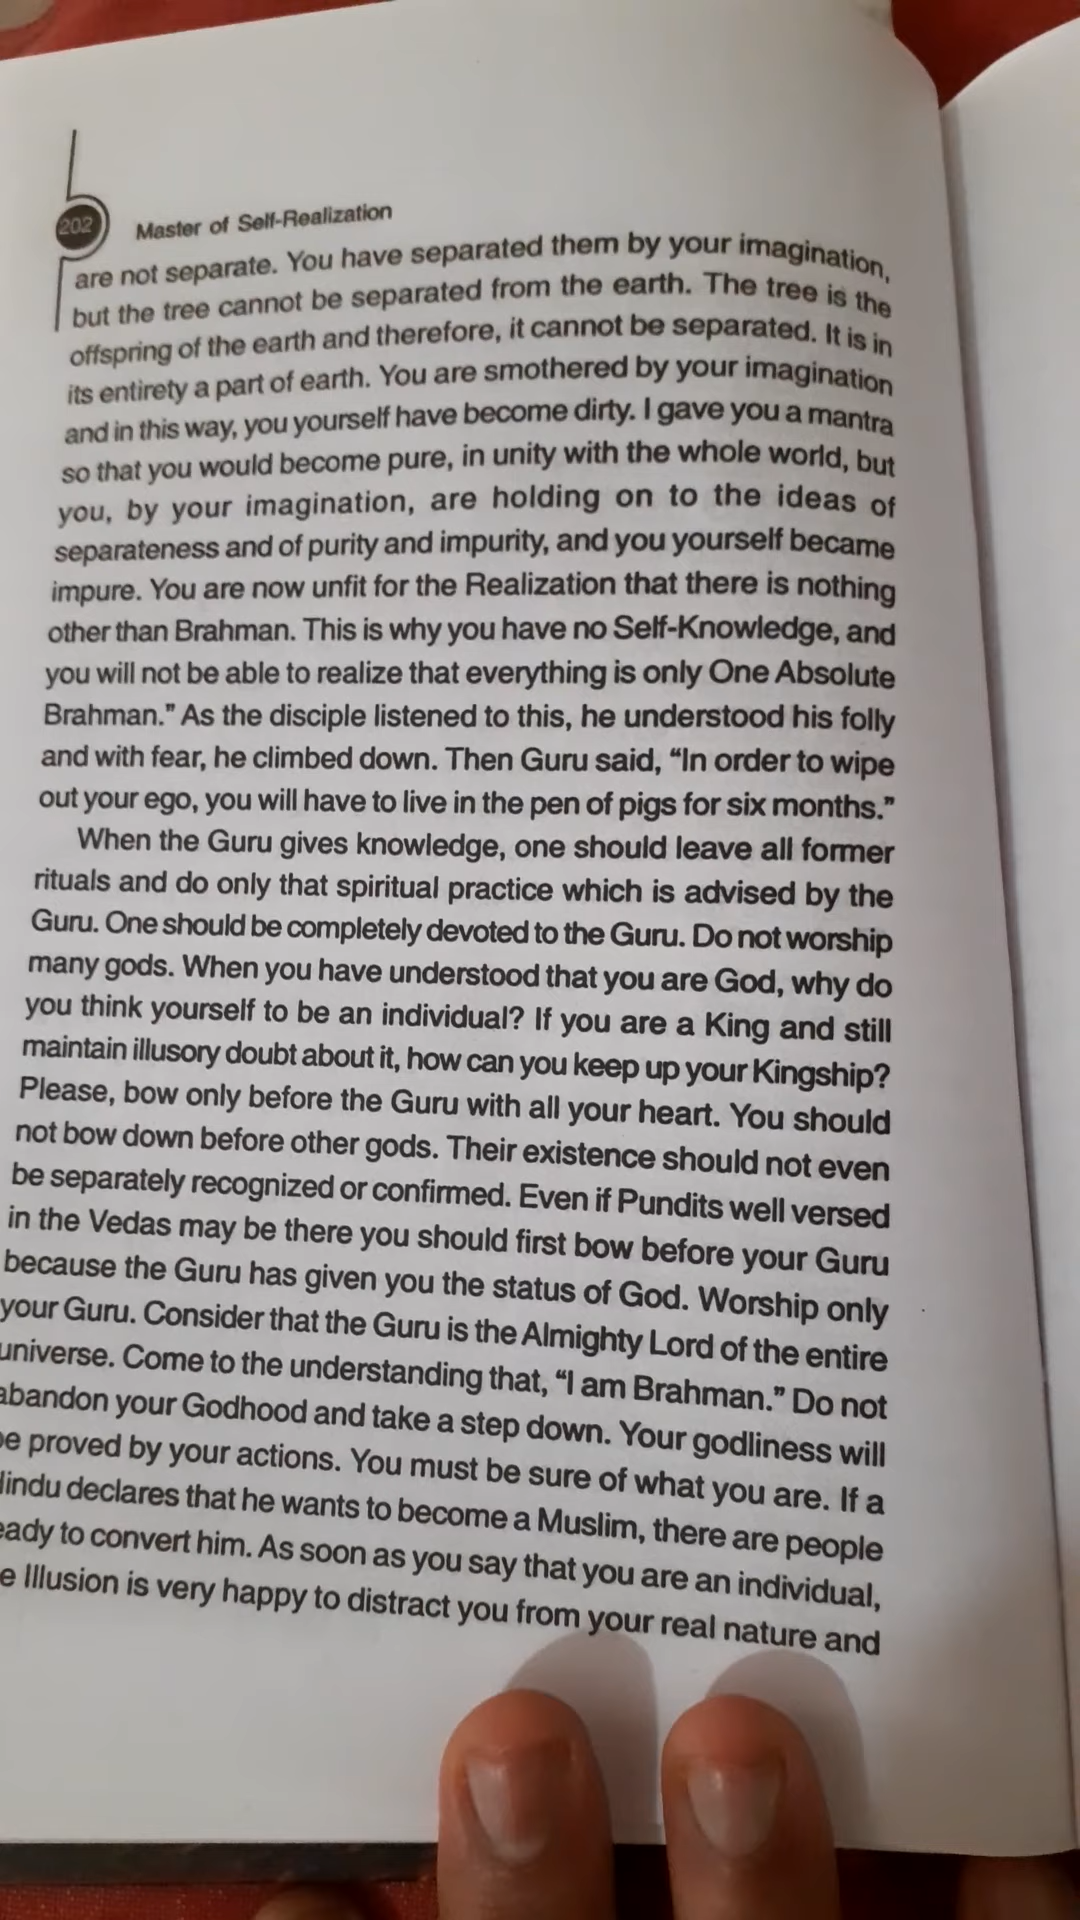 202
Master of Self-Realization
are not separate. You have separated them by your imagination,
but the tree cannot be separated from the earth. The tree is the
offspring of the earth and therefore, it cannot be separated. It is in
its entirety a part of earth. You are smothered by your imagination
and in this way, you yourself have become dirty. I gave you a mantra
so that you would become pure, in unity with the whole world, but
you, by your imagination, are holding on to the ideas of
separateness and of purity and impurity, and you yourself became
impure. You are now unfit for the Realization that there is nothing
other than Brahman. This is why you have no Self-Knowledge, and
you will not be able to realize that everything is only One Absolute
Brahman.” As the disciple listened to this, he understood his folly
and with fear, he climbed down. Then Guru said, “In order to wipe
out your ego, you will have to live in the pen of pigs for six months.”
When the Guru gives knowledge, one should leave all former
rituals and do only that spiritual practice which is advised by the
Guru. One should be completely devoted to the Guru. Do not worship
many gods. When you have understood that you are God, why do
you think yourself to be an individual? If you are a King and still
maintain illusory doubt about it, how can you keep up your Kingship?
Please, bow only before the Guru with all your heart. You should
not bow down before other gods. Their existence should not even
be separately recognized or confirmed. Even if Pundits well versed
in the Vedas may be there you should first bow before your Guru
because the Guru has given you the status of God. Worship only
your Guru. Consider that the Guru is the Almighty Lord of the entire
universe. Come to the understanding that, “I am Brahman.” Do not
abandon your Godhood and take a step down. Your godliness will
be proved by your actions. You must be sure of what you are. If a
Hindu declares that he wants to become a Muslim, there are people
eady to convert him. As soon as you say that you are an individual,
e Illusion is very happy to distract you from your real nature and